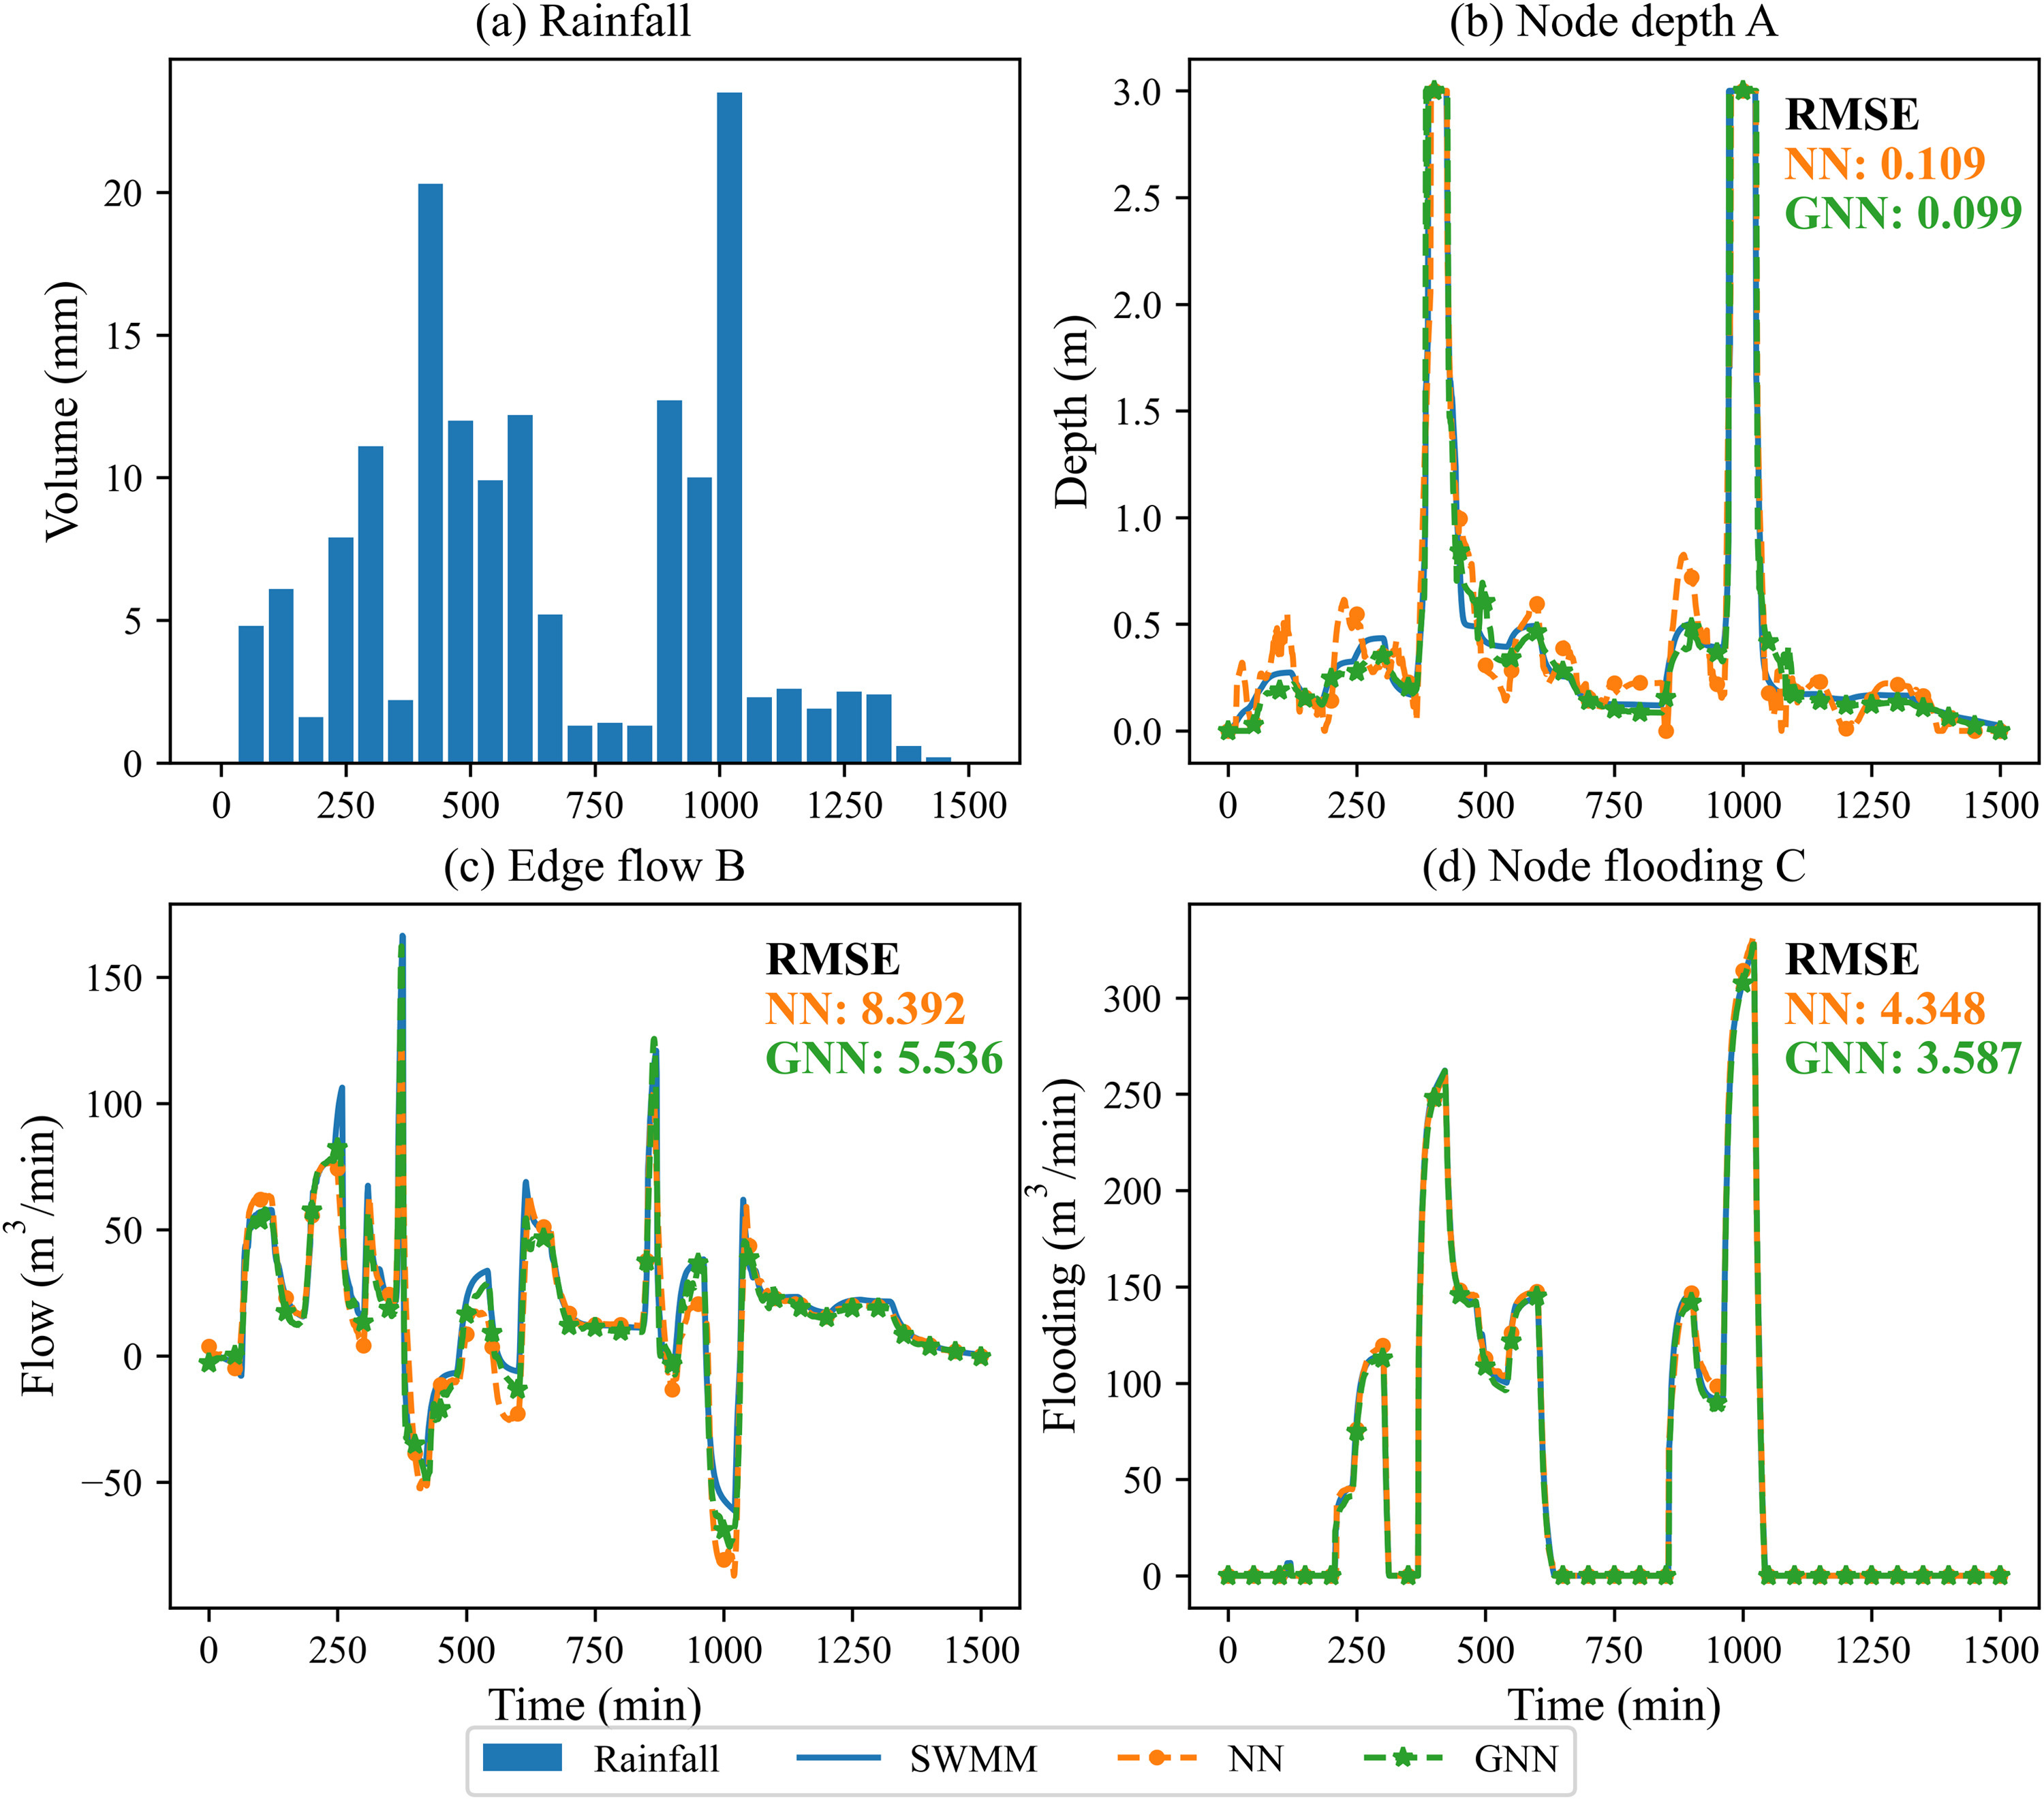 (a) Rainfall
Volume (mm)
20
15
10
5
0
0 250 500 750 1000 1250 1500
(b) Node depth A
Depth (m)
3.0
2.5
2.0
1.5
1.0
0.5
0.0
RMSE
NN: 0.109
GNN: 0.099
0 250 500 750 1000 1250 1500
(c) Edge flow B
Flow (m³/min)
150
100
50
0
−50
RMSE
NN: 8.392
GNN: 5.536
0 250 500 750 1000 1250 1500
Time (min)
(d) Node flooding C
Flooding (m³/min)
300
250
200
150
100
50
0
RMSE
NN: 4.348
GNN: 3.587
0 250 500 750 1000 1250 1500
Time (min)
Rainfall SWMM NN GNN